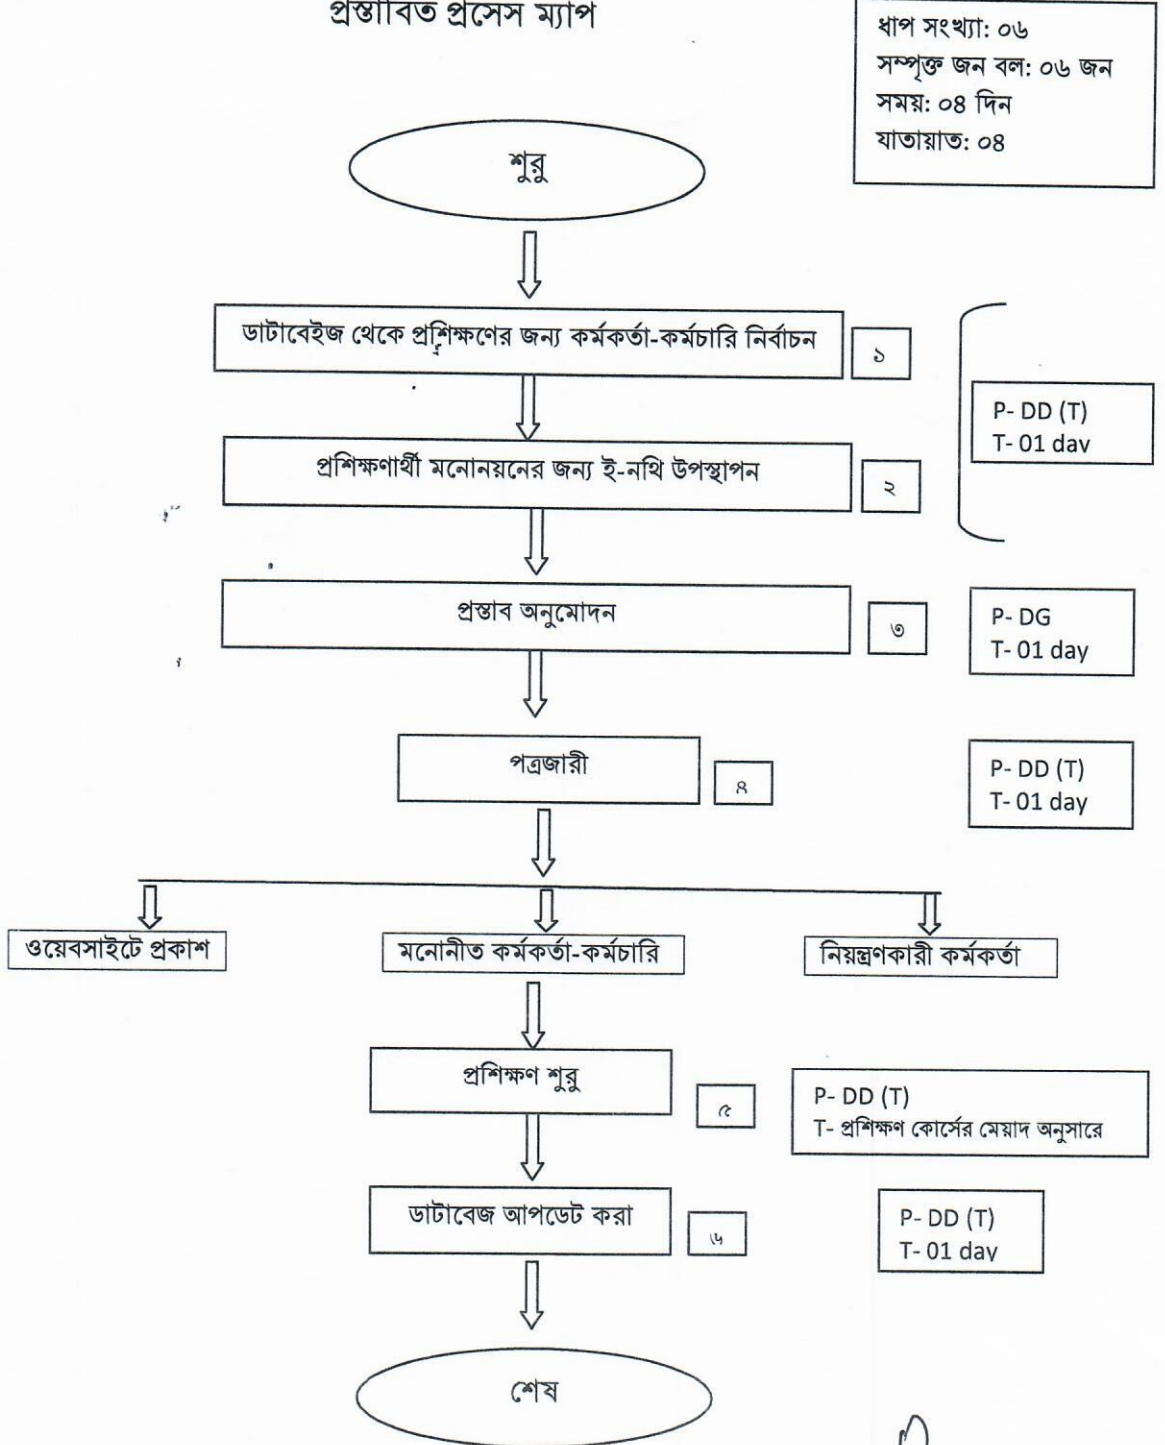 প্রস্তাবিত প্রসেস ম্যাপ
ধাপ সংখ্যা: ০৬
সম্পৃক্ত জন বল: ০৬ জন
সময়: ০৪ দিন
যাতায়াত: ০৪
শুরু
ডাটাবেইজ থেকে প্রশিক্ষণের জন্য কর্মকর্তা-কর্মচারি নির্বাচন
১
প্রশিক্ষণার্থী মনোনয়নের জন্য ই-নথি উপস্থাপন
২
P- DD (T)
T- 01 day
প্রস্তাব অনুমোদন
৩
P- DG
T- 01 day
পত্রজারী
৪
P- DD (T)
T- 01 day
ওয়েবসাইটে প্রকাশ
মনোনীত কর্মকর্তা-কর্মচারি
নিয়ন্ত্রণকারী কর্মকর্তা
প্রশিক্ষণ শুরু
৫
P- DD (T)
T- প্রশিক্ষণ কোর্সের মেয়াদ অনুসারে
ডাটাবেজ আপডেট করা
৬
P- DD (T)
T- 01 day
শেষ